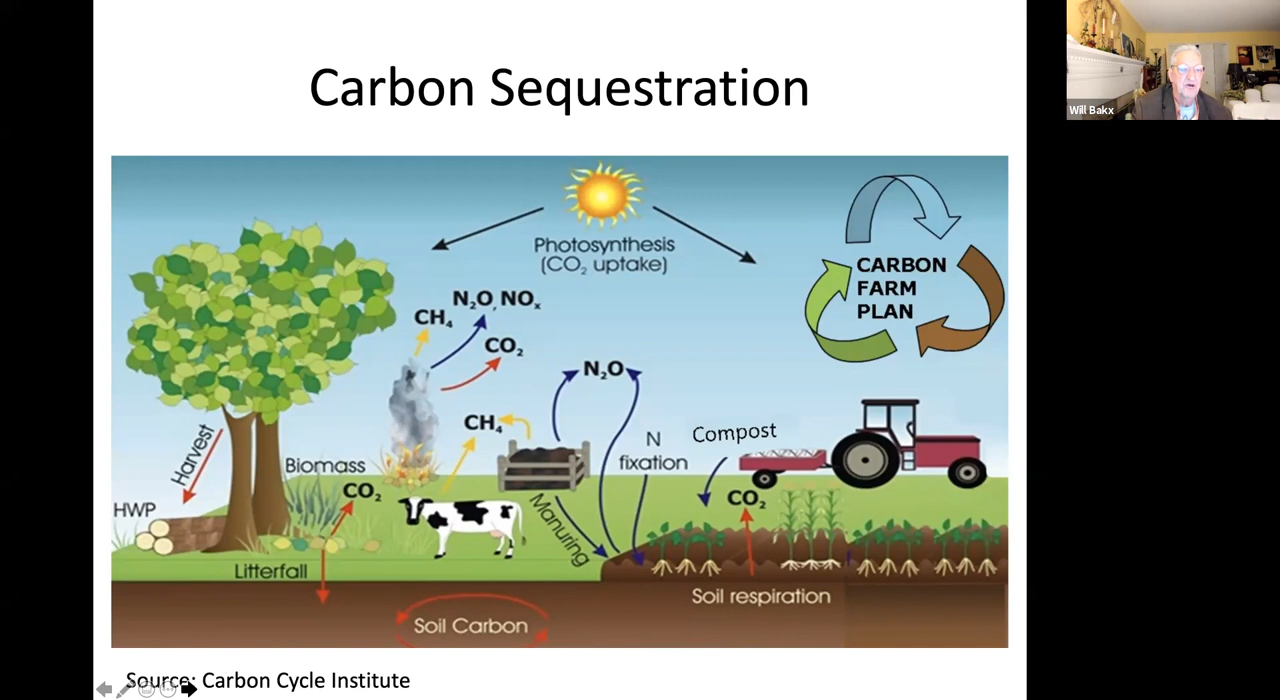 Carbon Sequestration
Will Bakx
Photosynthesis
(CO₂ uptake)
CARBON
FARM
PLAN
N₂O, NOₓ
CH₄
CO₂
N₂O
CH₄
Harvest
Biomass
CO₂
HWP
Litterfall
Manuring
N
fixation
Compost
CO₂
Soil respiration
Soil Carbon
Source: Carbon Cycle Institute